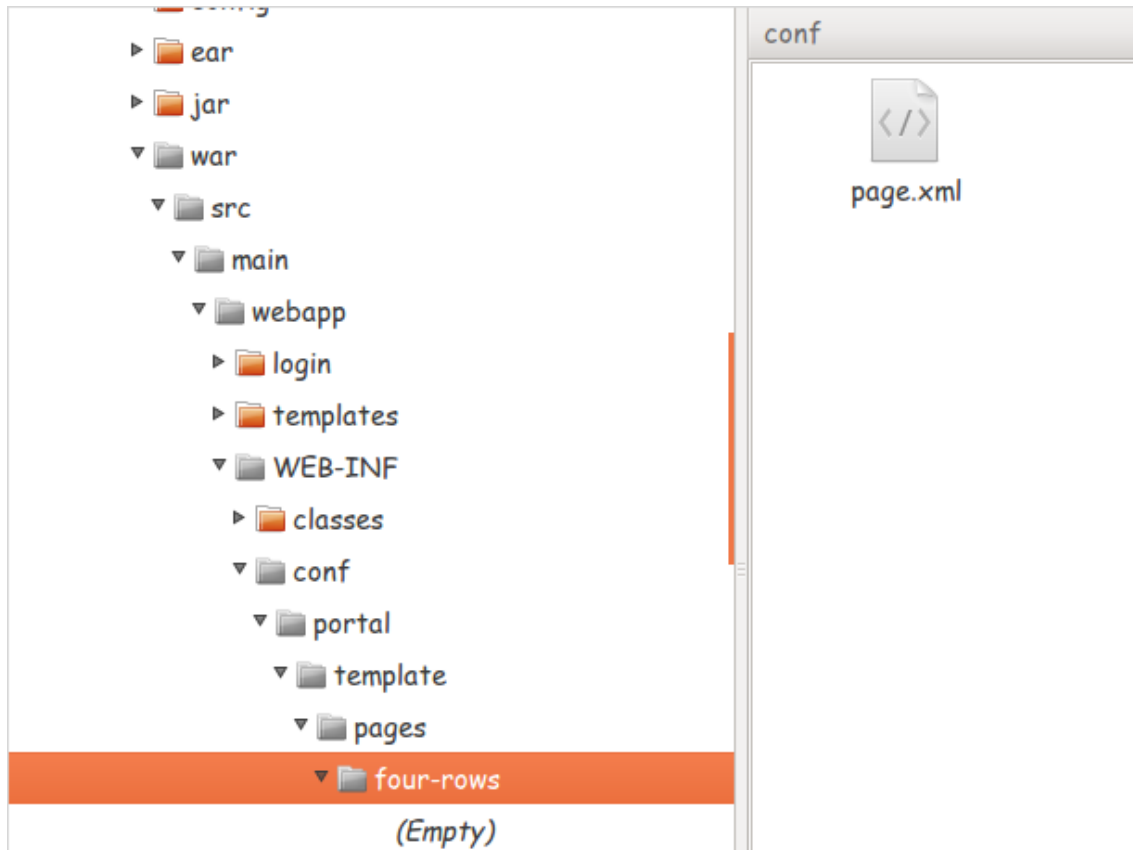 config
ear
jar
war
src
main
webapp
login
templates
WEB-INF
classes
conf
portal
template
pages
four-rows
(Empty)
conf
page.xml